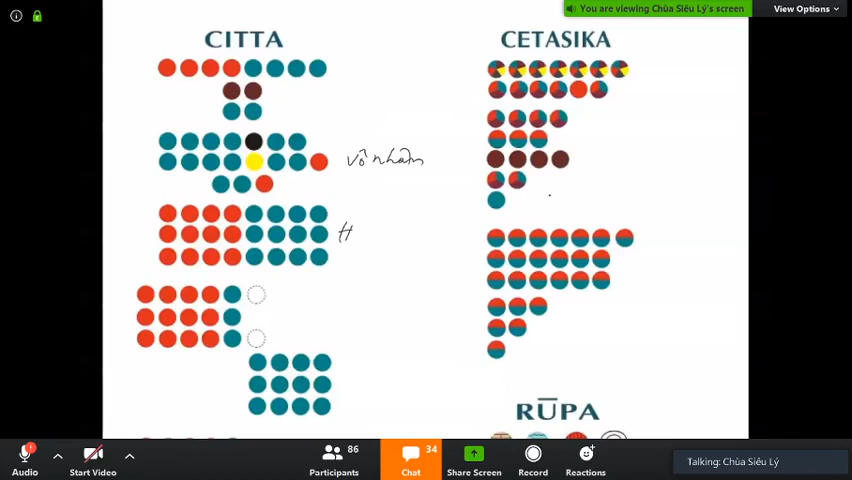 You are viewing Chùa Siêu Lý's screen
View Options
CITTA
CETASIKA
vô nhâm
H
RŪPA
86
34
Audio
Start Video
Participants
Chat
Share Screen
Record
Reactions
Talking: Chùa Siêu Lý